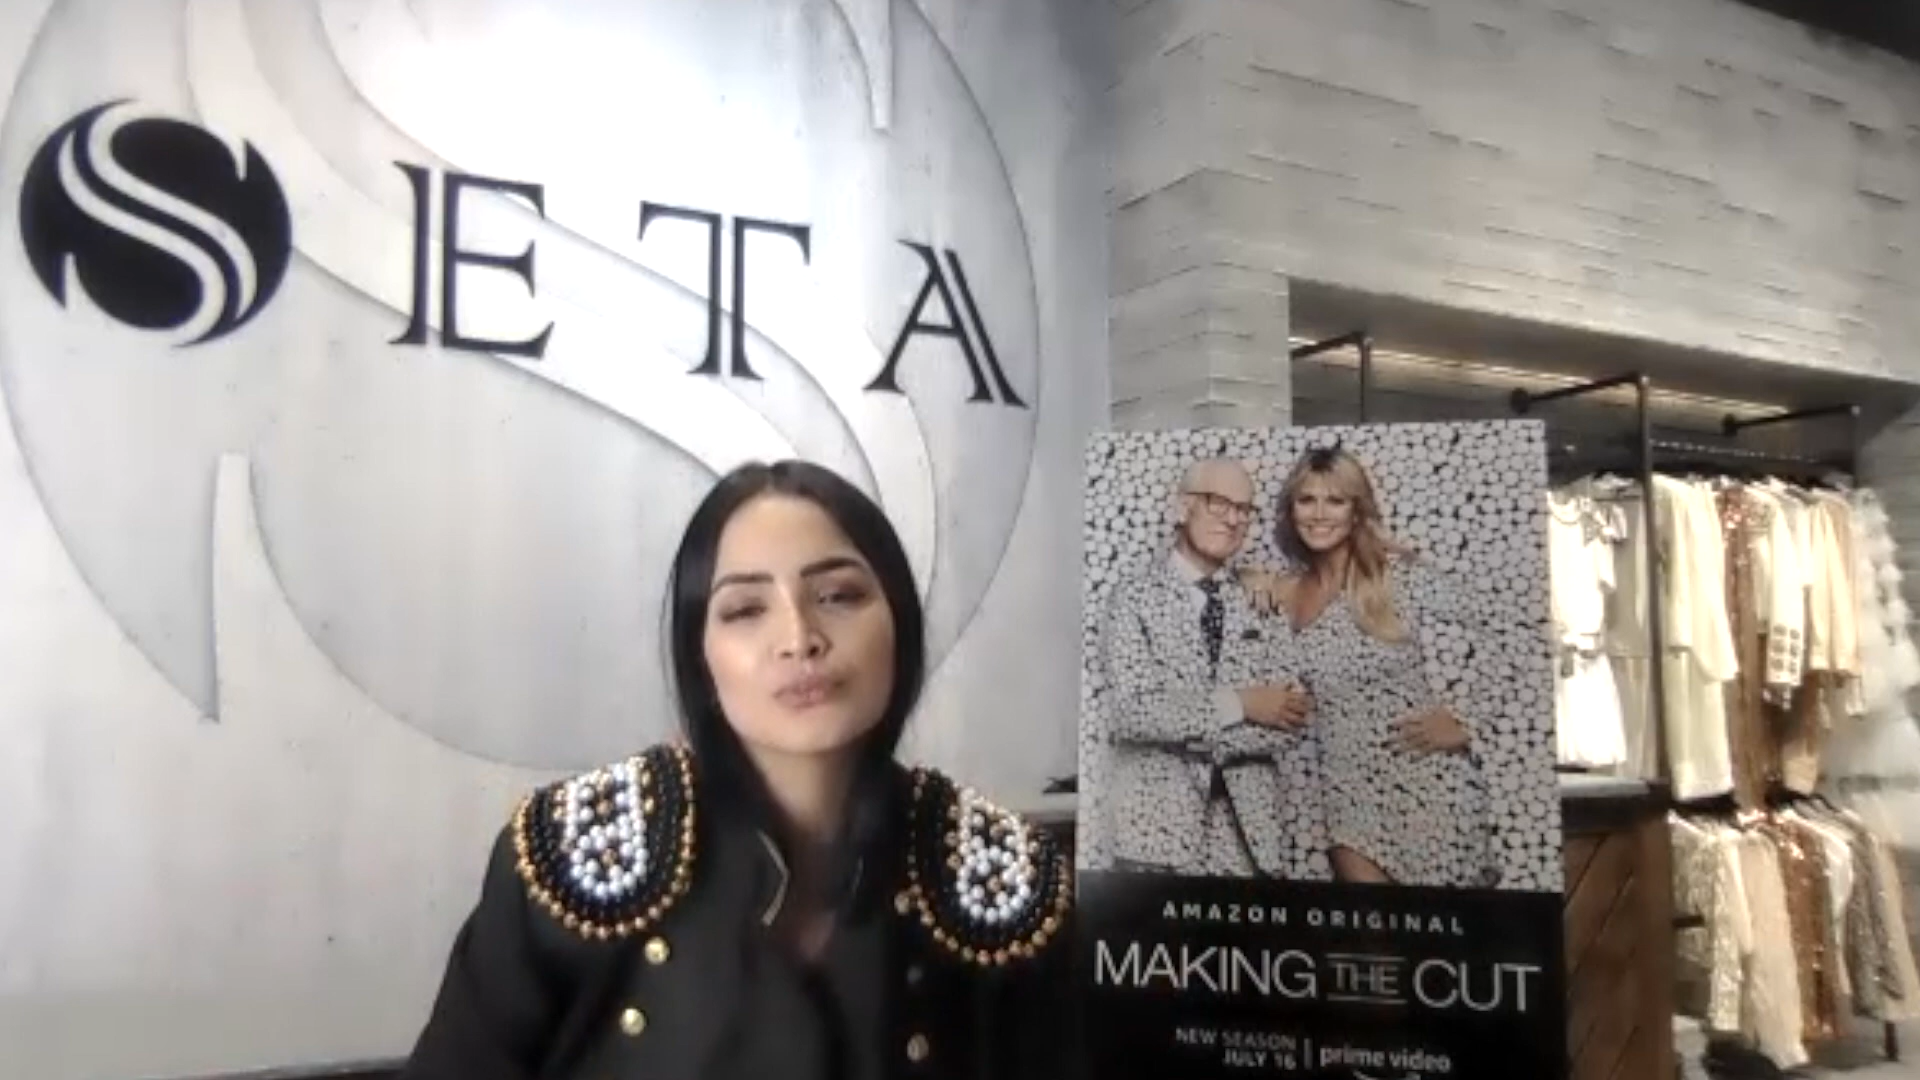 SETA
AMAZON ORIGINAL
MAKING THE CUT
NEW SEASON
JULY 16
prime video